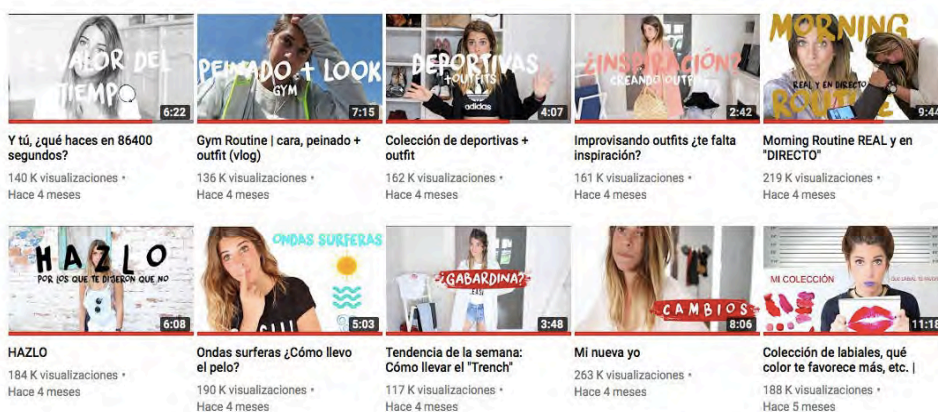 VALOR DEL
TIEMPO
6:22
PEINADO + LOOK
GYM
7:15
DEPORTIVAS
+OUTFITS
adidas
4:07
¿INSPIRACIÓN?
CREANDO OUTFITS
2:42
MORNING
REAL Y EN DIRECTO
ROUTINE
9:44
Y tú, ¿qué haces en 86400
segundos?
140 K visualizaciones •
Hace 4 meses
Gym Routine | cara, peinado +
outfit (vlog)
136 K visualizaciones •
Hace 4 meses
Colección de deportivas +
outfit
162 K visualizaciones •
Hace 4 meses
Improvisando outfits ¿te falta
inspiración?
161 K visualizaciones •
Hace 4 meses
Morning Routine REAL y en
"DIRECTO"
219 K visualizaciones •
Hace 4 meses
HAZLO
POR LOS QUE TE DIJERON QUE NO
6:08
ONDAS SURFERAS
5:03
¿GABARDINA?
3:48
CAMBIOS
8:06
MI COLECCIÓN
11:18
HAZLO
184 K visualizaciones •
Hace 4 meses
Ondas surferas ¿Cómo llevo
el pelo?
190 K visualizaciones •
Hace 4 meses
Tendencia de la semana:
Cómo llevar el "Trench"
117 K visualizaciones •
Hace 4 meses
Mi nueva yo
263 K visualizaciones •
Hace 4 meses
Colección de labiales, qué
color te favorece más, etc. |
188 K visualizaciones •
Hace 5 meses